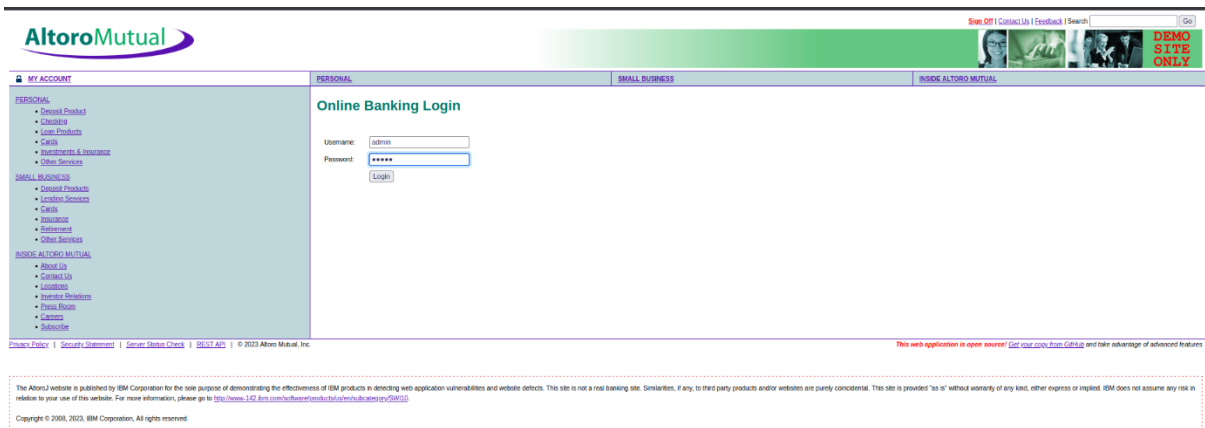 Sign Off | Contact Us | Feedback | Search Go
AltoroMutual
DEMO
SITE
ONLY
MY ACCOUNT PERSONAL SMALL BUSINESS INSIDE ALTORO MUTUAL
PERSONAL
• Deposit Product
• Checking
• Loan Products
• Cards
• Investments & Insurance
• Other Services
SMALL BUSINESS
• Deposit Products
• Lending Services
• Cards
• Insurance
• Retirement
• Other Services
INSIDE ALTORO MUTUAL
• About Us
• Contact Us
• Locations
• Investor Relations
• Press Room
• Careers
• Subscribe
Online Banking Login
Username: admin
Password: •••••
Login
Privacy Policy | Security Statement | Server Status Check | REST API | © 2023 Altoro Mutual, Inc.
This web application is open source! Get your copy from GitHub and take advantage of advanced features
The AltoroJ website is published by IBM Corporation for the sole purpose of demonstrating the effectiveness of IBM products in detecting web application vulnerabilities and website defects. This site is not a real banking site. Similarities, if any, to third party products and/or websites are purely coincidental. This site is provided "as is" without warranty of any kind, either express or implied. IBM does not assume any risk in
relation to your use of this website. For more information, please go to http://www-142.ibm.com/software/products/us/en/subcategory/SWI10.
Copyright © 2008, 2023, IBM Corporation, All rights reserved.